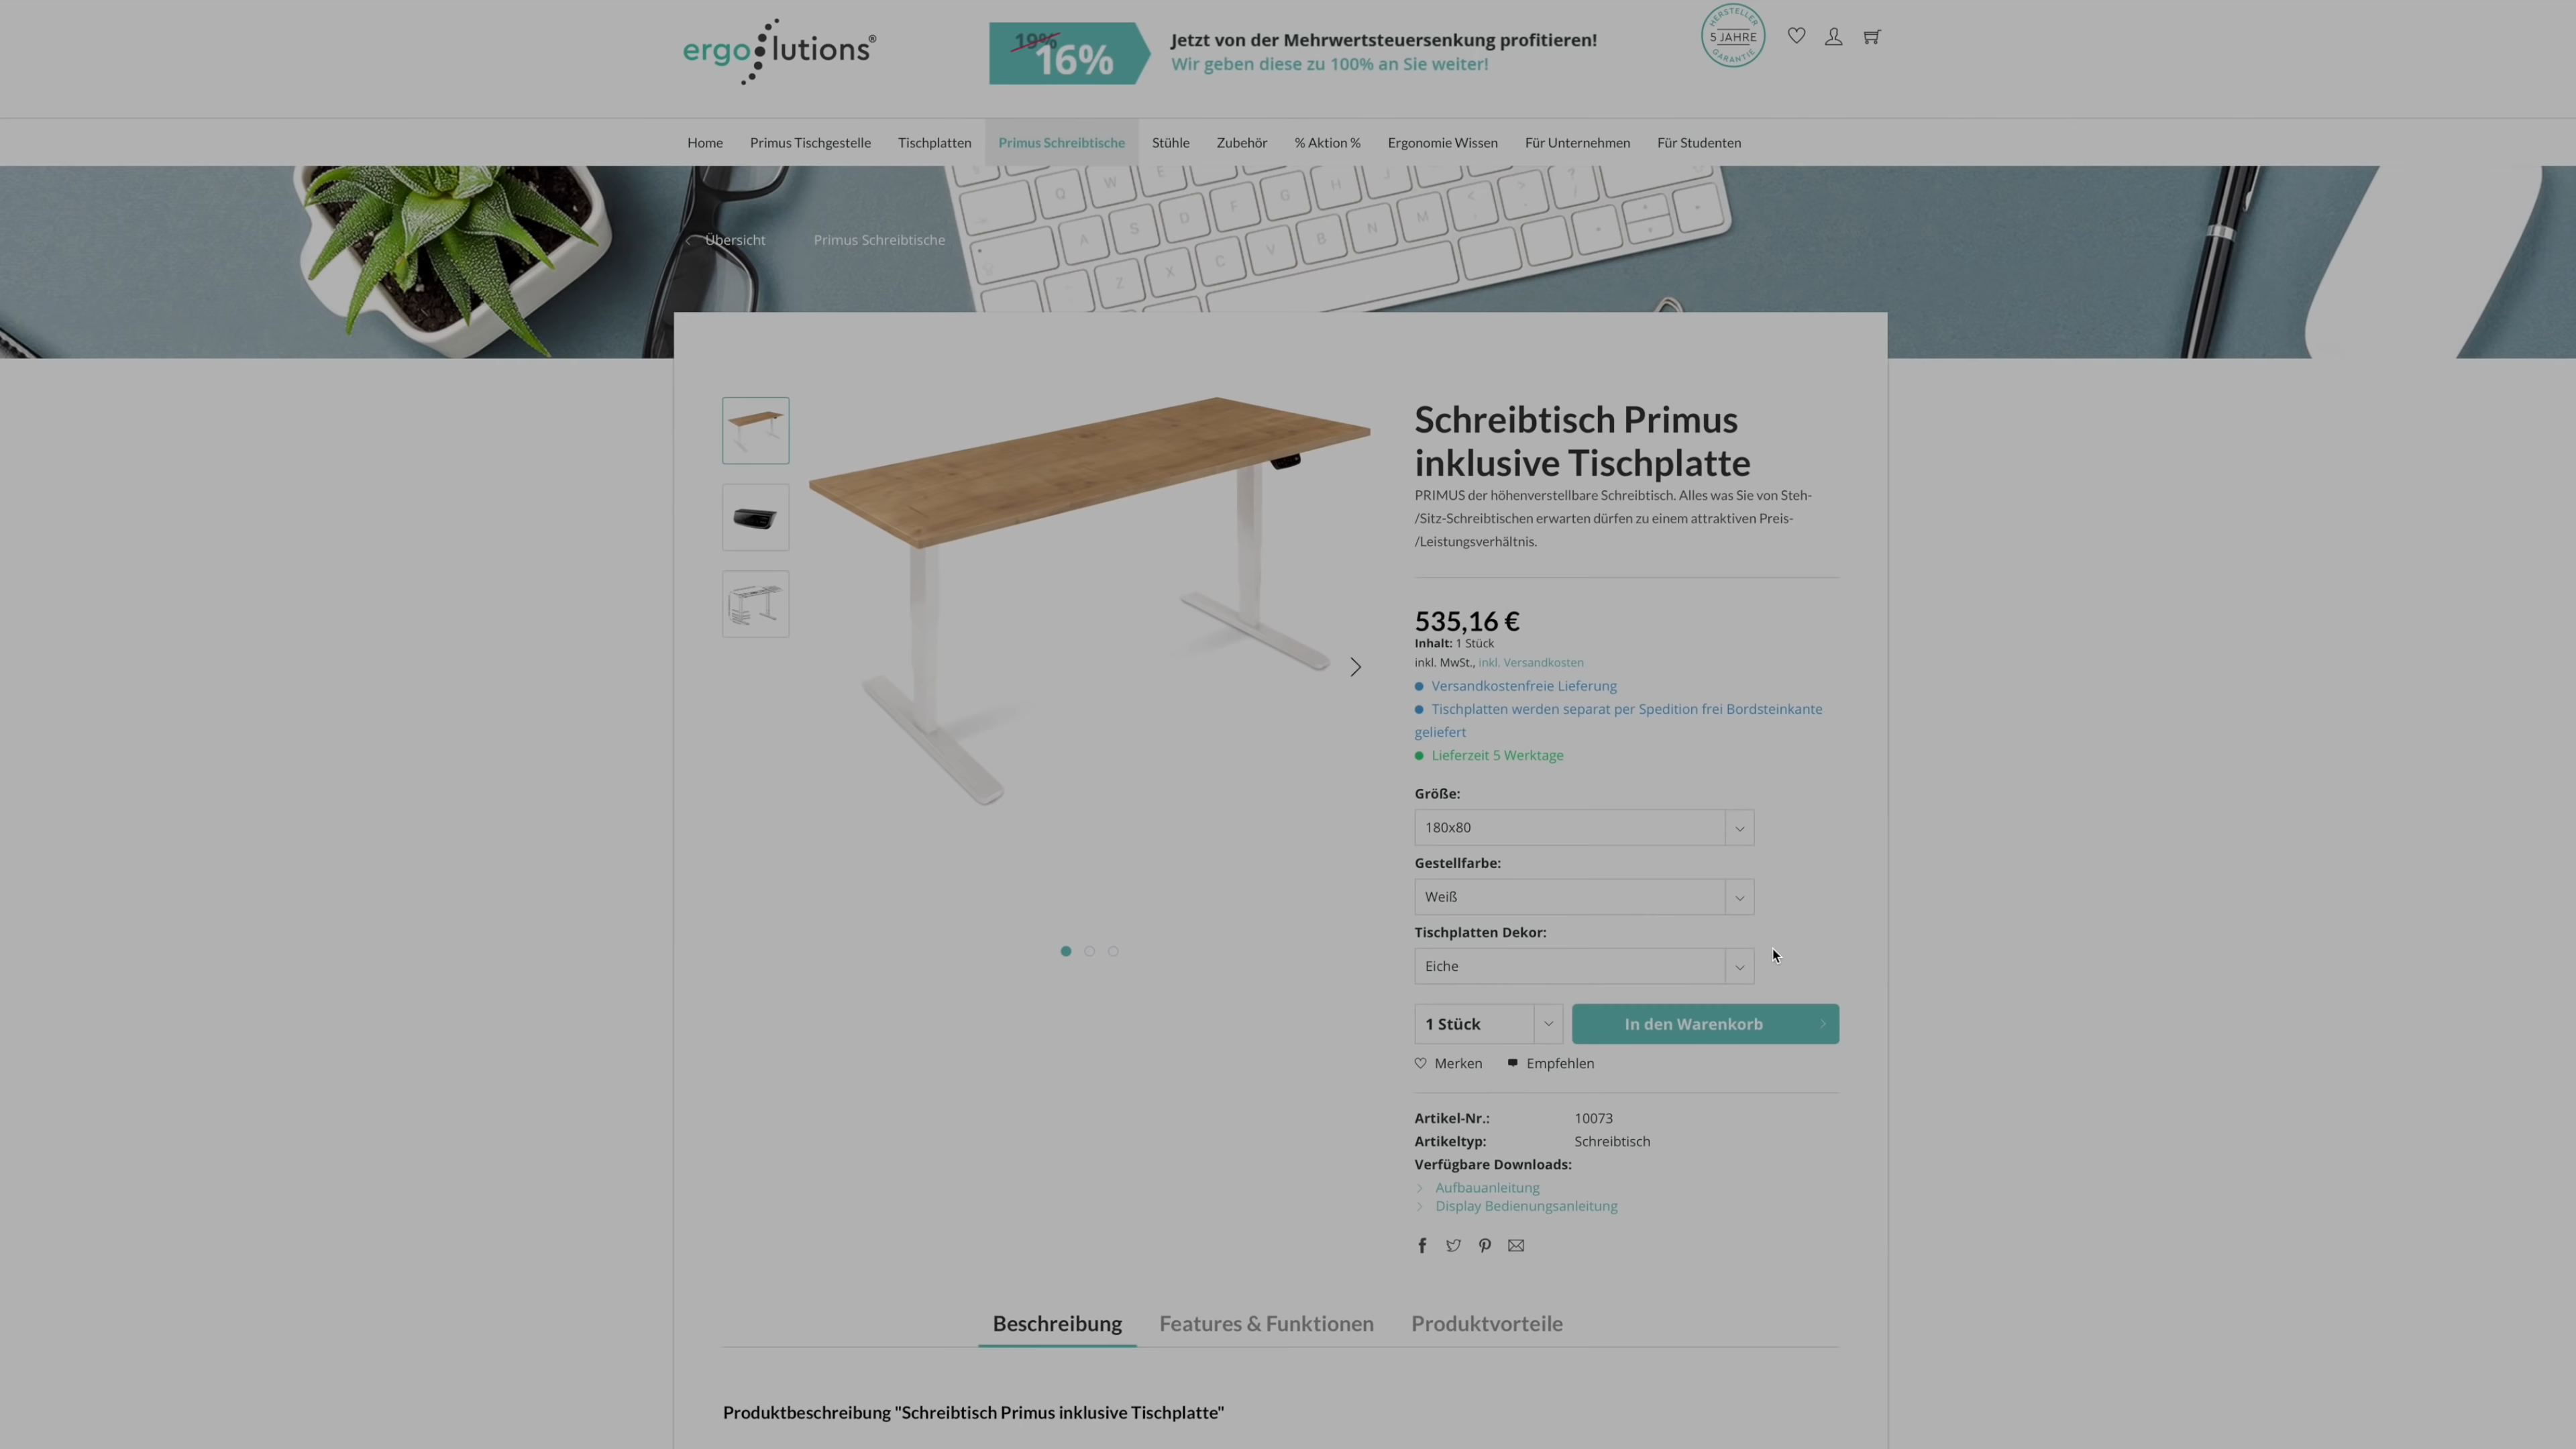 ergo lutions®
19%
16%
Jetzt von der Mehrwertsteuersenkung profitieren!
Wir geben diese zu 100% an Sie weiter!
HERSTELLER
5 JAHRE
GARANTIE
Home
Primus Tischgestelle
Tischplatten
Primus Schreibtische
Stühle
Zubehör
% Aktion %
Ergonomie Wissen
Für Unternehmen
Für Studenten
Q W E F G H J
A S D
Z X C V B N M
Übersicht
Primus Schreibtische
Schreibtisch Primus
inklusive Tischplatte
PRIMUS der höhenverstellbare Schreibtisch. Alles was Sie von Steh-
/Sitz-Schreibtischen erwarten dürfen zu einem attraktiven Preis-
/Leistungsverhältnis.
535,16 €
Inhalt: 1 Stück
inkl. MwSt., inkl. Versandkosten
Versandkostenfreie Lieferung
Tischplatten werden separat per Spedition frei Bordsteinkante
geliefert
Lieferzeit 5 Werktage
Größe:
180x80
Gestellfarbe:
Weiß
Tischplatten Dekor:
Eiche
1 Stück
In den Warenkorb
Merken
Empfehlen
Artikel-Nr.: 10073
Artikeltyp: Schreibtisch
Verfügbare Downloads:
Aufbauanleitung
Display Bedienungsanleitung
Beschreibung
Features & Funktionen
Produktvorteile
Produktbeschreibung "Schreibtisch Primus inklusive Tischplatte"